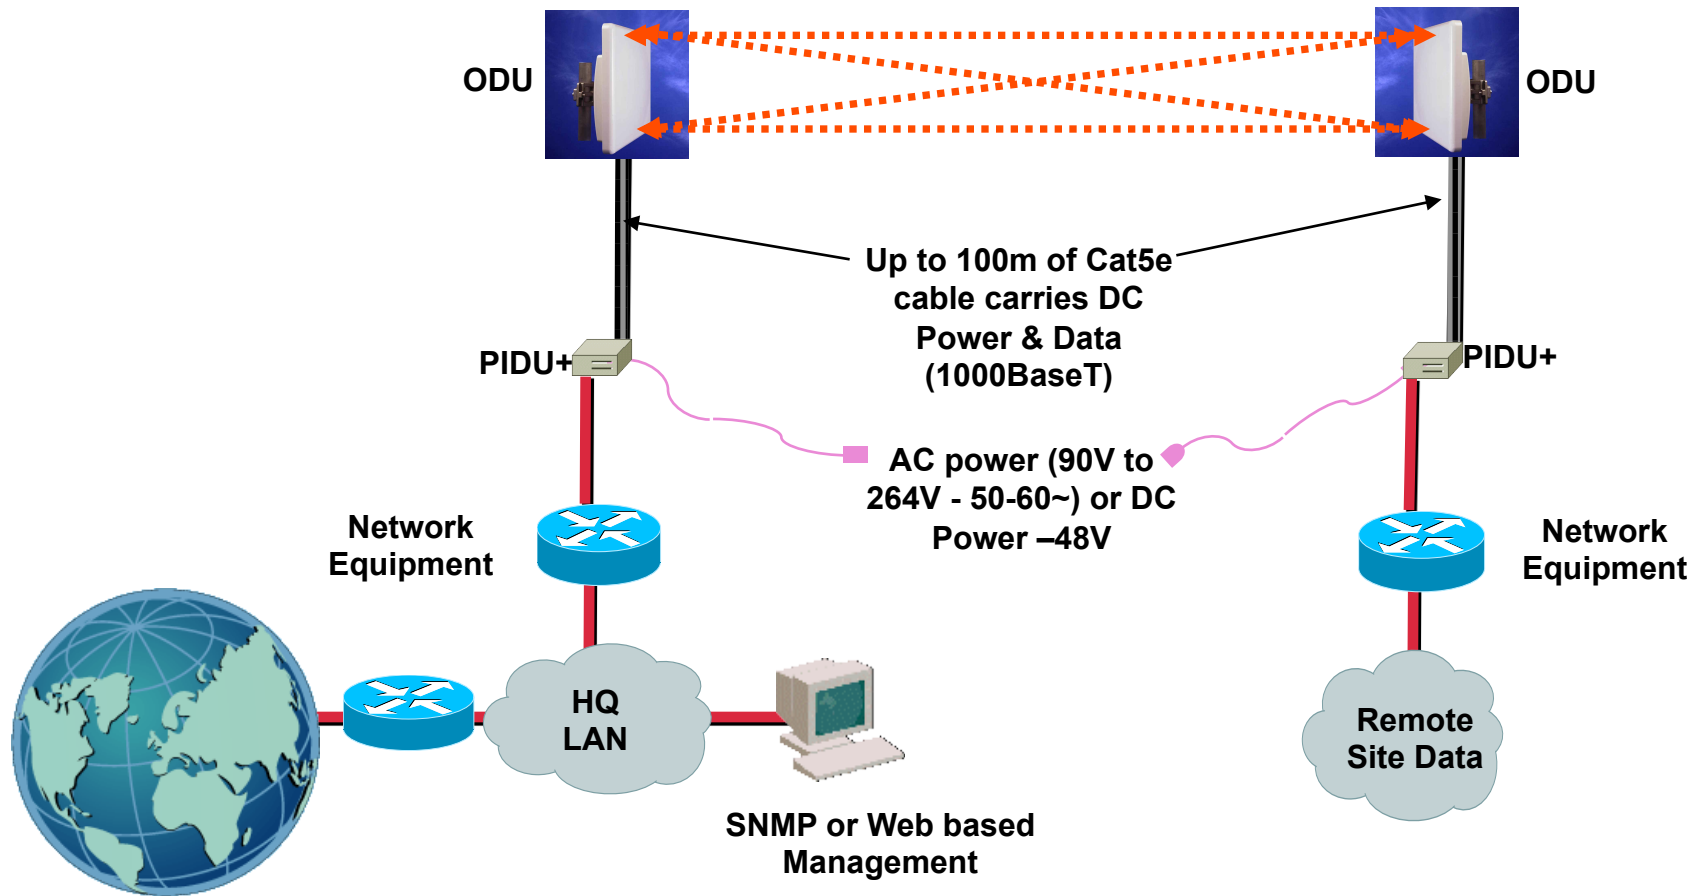 ODU
ODU
Up to 100m of Cat5e
cable carries DC
Power & Data
(1000BaseT)
PIDU+
PIDU+
AC power (90V to
264V - 50-60~) or DC
Power –48V
Network
Equipment
Network
Equipment
HQ
LAN
Remote
Site Data
SNMP or Web based
Management